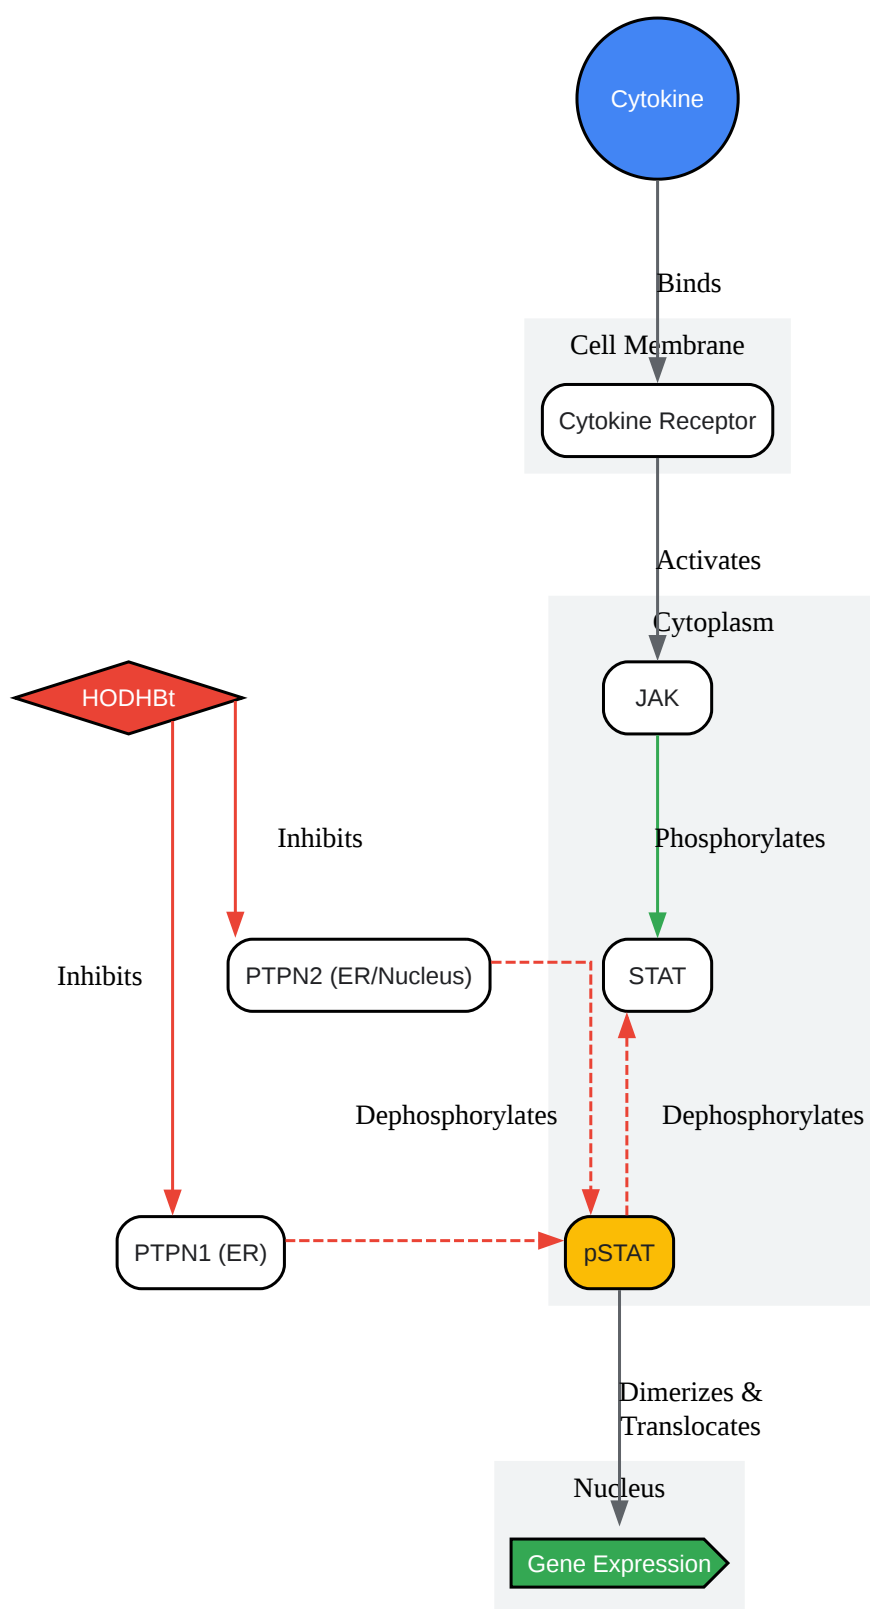 Cytokine
Binds
Cell Membrane
Cytokine Receptor
Activates
Cytoplasm
HODHBt
JAK
Inhibits
Phosphorylates
Inhibits
PTPN2 (ER/Nucleus)
STAT
Dephosphorylates
Dephosphorylates
PTPN1 (ER)
pSTAT
Dimerizes &
Translocates
Nucleus
Gene Expression